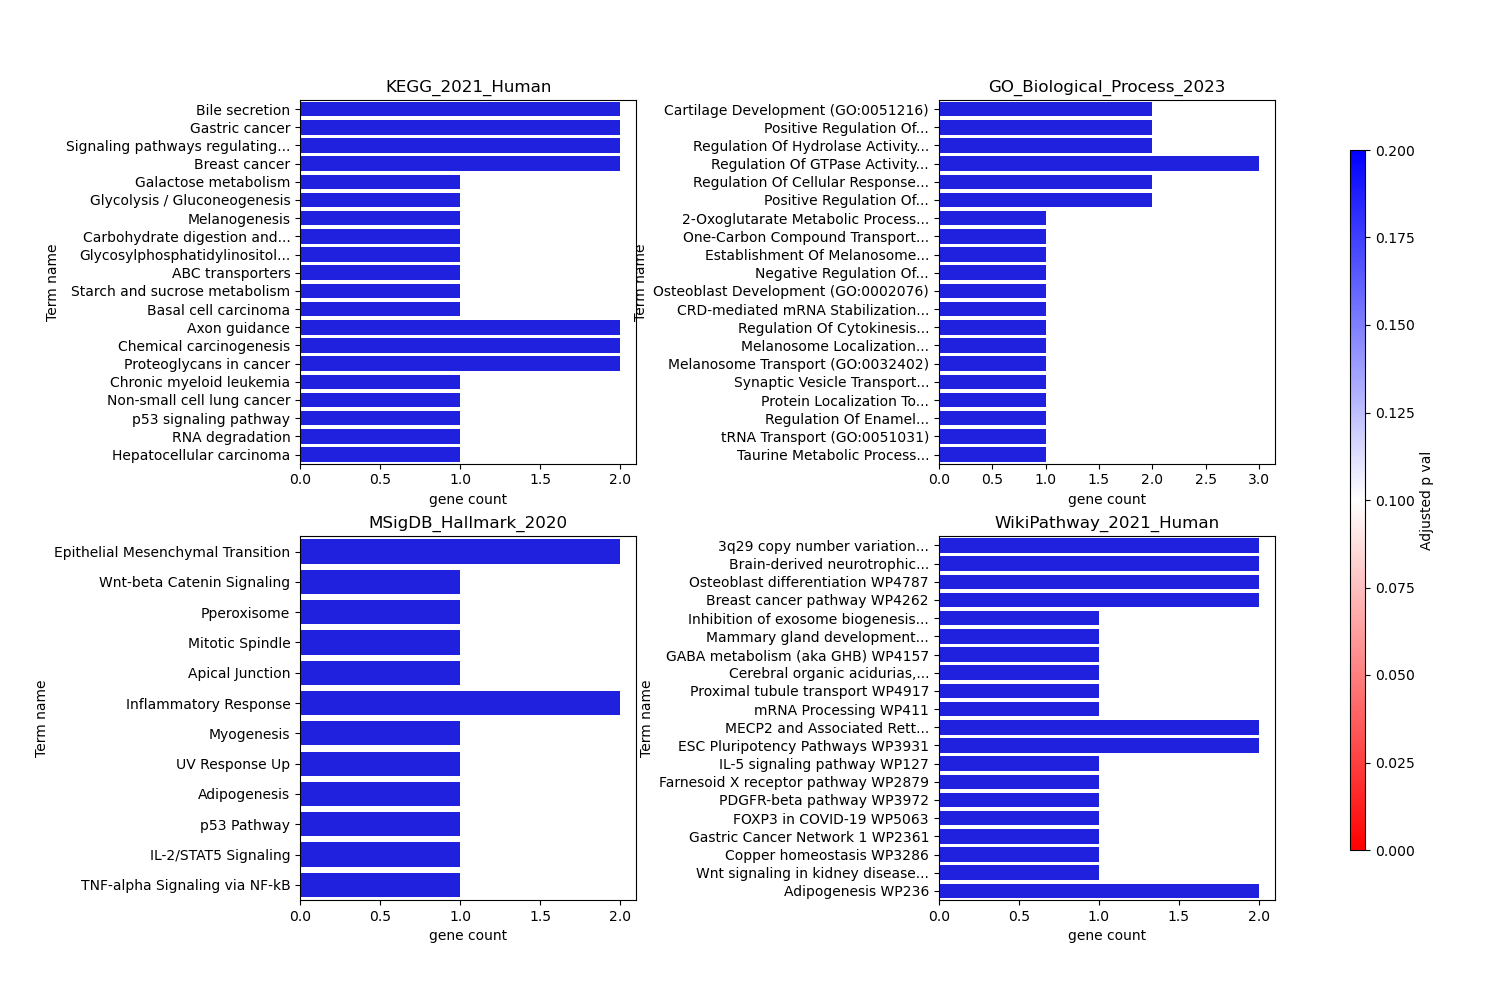 KEGG_2021_Human
Bile secretion
Gastric cancer
Signaling pathways regulating...
Breast cancer
Galactose metabolism
Glycolysis / Gluconeogenesis
Melanogenesis
Carbohydrate digestion and...
Glycosylphosphatidylinositol...
ABC transporters
Starch and sucrose metabolism
Basal cell carcinoma
Axon guidance
Chemical carcinogenesis
Proteoglycans in cancer
Chronic myeloid leukemia
Non-small cell lung cancer
p53 signaling pathway
RNA degradation
Hepatocellular carcinoma
Term name
0.0 0.5 1.0 1.5 2.0
gene count
GO_Biological_Process_2023
Cartilage Development (GO:0051216)
Positive Regulation Of...
Regulation Of Hydrolase Activity...
Regulation Of GTPase Activity...
Regulation Of Cellular Response...
Positive Regulation Of...
2-Oxoglutarate Metabolic Process...
One-Carbon Compound Transport...
Establishment Of Melanosome...
Negative Regulation Of...
Osteoblast Development (GO:0002076)
CRD-mediated mRNA Stabilization...
Regulation Of Cytokinesis...
Melanosome Localization...
Melanosome Transport (GO:0032402)
Synaptic Vesicle Transport...
Protein Localization To...
Regulation Of Enamel...
tRNA Transport (GO:0051031)
Taurine Metabolic Process...
Term name
0.0 0.5 1.0 1.5 2.0 2.5 3.0
gene count
MSigDB_Hallmark_2020
Epithelial Mesenchymal Transition
Wnt-beta Catenin Signaling
Pperoxisome
Mitotic Spindle
Apical Junction
Inflammatory Response
Myogenesis
UV Response Up
Adipogenesis
p53 Pathway
IL-2/STAT5 Signaling
TNF-alpha Signaling via NF-kB
Term name
0.0 0.5 1.0 1.5 2.0
gene count
WikiPathway_2021_Human
3q29 copy number variation...
Brain-derived neurotrophic...
Osteoblast differentiation WP4787
Breast cancer pathway WP4262
Inhibition of exosome biogenesis...
Mammary gland development...
GABA metabolism (aka GHB) WP4157
Cerebral organic acidurias,...
Proximal tubule transport WP4917
mRNA Processing WP411
MECP2 and Associated Rett...
ESC Pluripotency Pathways WP3931
IL-5 signaling pathway WP127
Farnesoid X receptor pathway WP2879
PDGFR-beta pathway WP3972
FOXP3 in COVID-19 WP5063
Gastric Cancer Network 1 WP2361
Copper homeostasis WP3286
Wnt signaling in kidney disease...
Adipogenesis WP236
Term name
0.0 0.5 1.0 1.5 2.0
gene count
0.200
0.175
0.150
0.125
0.100
0.075
0.050
0.025
0.000
Adjusted p val